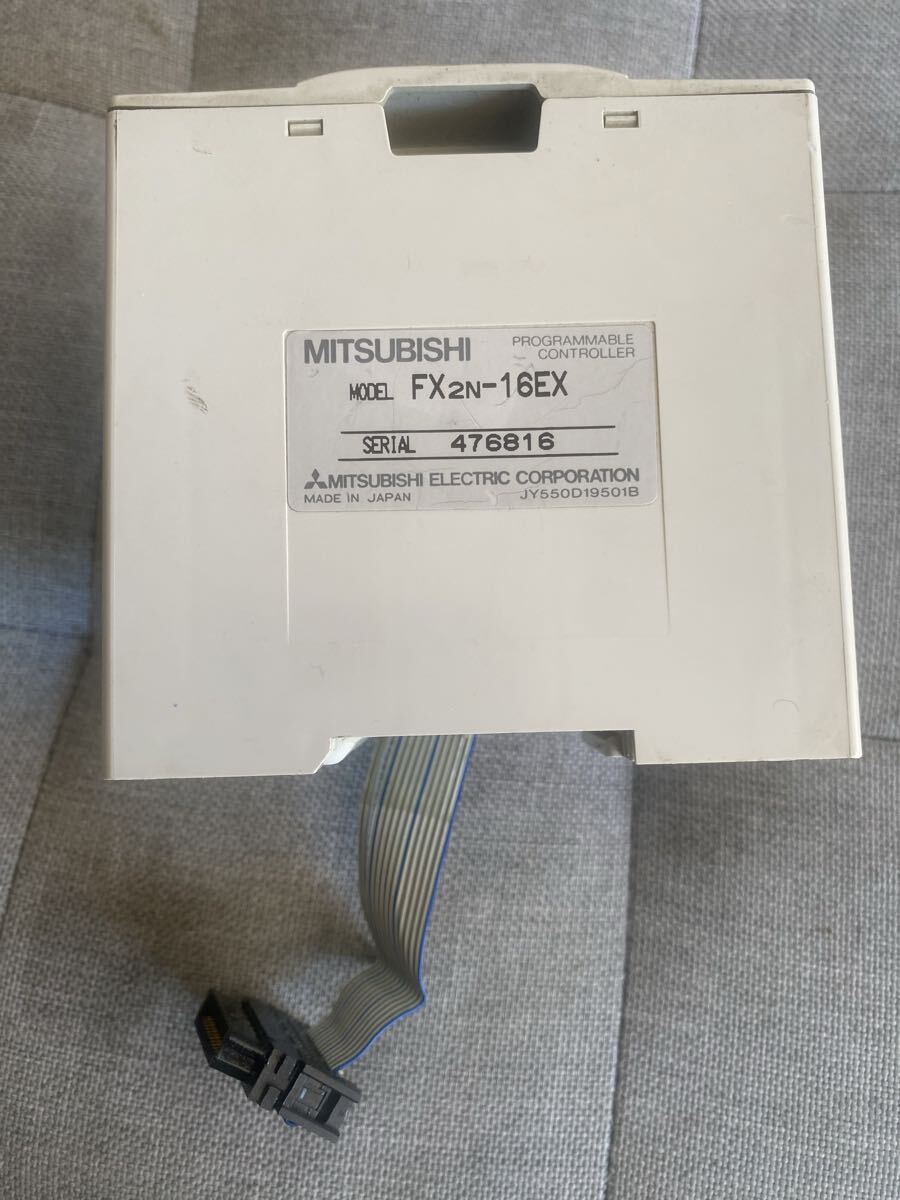 MITSUBISHI
PROGRAMMABLE
CONTROLLER
MODEL FX2N-16EX
SERIAL 476816
MITSUBISHI ELECTRIC CORPORATION
MADE IN JAPAN JY550D19501B